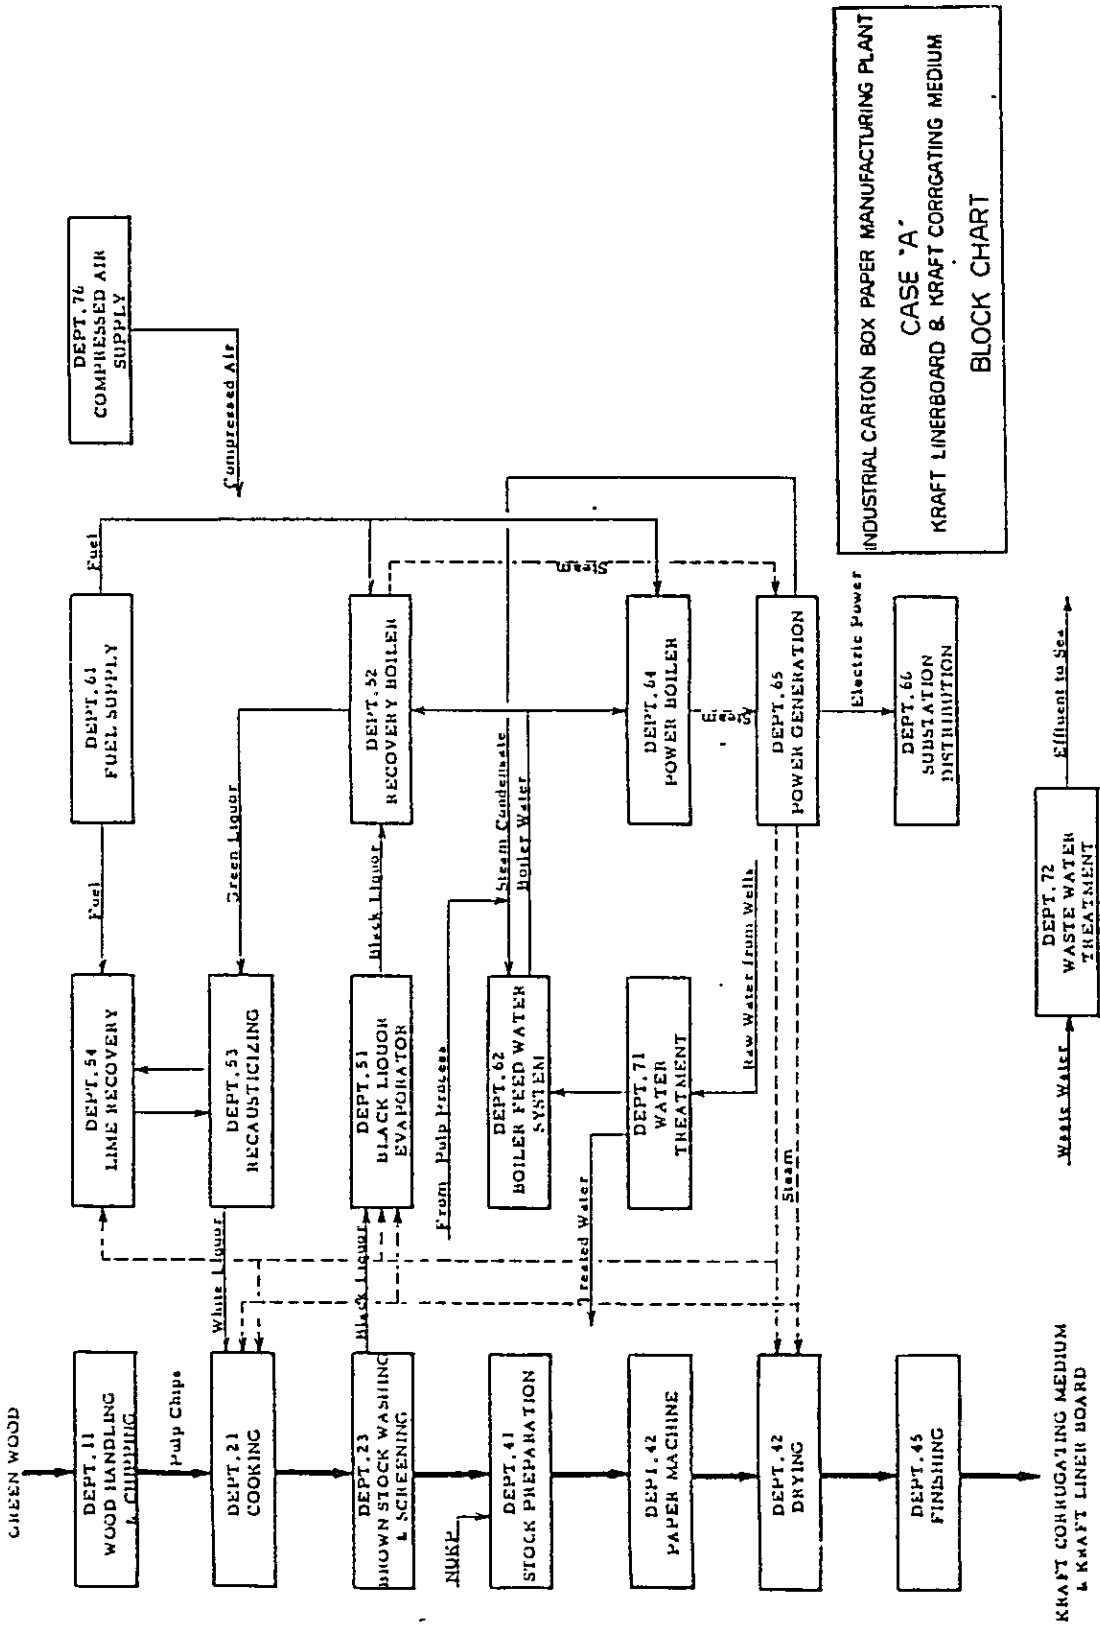 GREEN WOOD
DEPT.11
WOOD HANDLING
& CHIPPING
Pulp Chips
DEPT.21
COOKING
DEPT.23
BROWN STOCK WASHING
& SCREENING
NUKP
DEPT.41
STOCK PREPARATION
DEPT.42
PAPER MACHINE
DEPT.42
DRYING
DEPT.45
FINISHING
KRAFT CORRUGATING MEDIUM
& KRAFT LINER BOARD
White Liquor
Black Liquor
Treated Water
DEPT.54
LIME RECOVERY
DEPT.53
RECAUSTICIZING
DEPT.51
BLACK LIQUOR
EVAPORATOR
From Pulp Process
DEPT.62
BOILER FEED WATER
SYSTEM
DEPT.71
WATER
TREATMENT
Raw Water from Wells
Steam
Waste Water
DEPT.72
WASTE WATER
TREATMENT
Effluent to Sea
Fuel
Green Liquor
Black Liquor
Steam Condensate
Boiler Water
DEPT.61
FUEL SUPPLY
DEPT.52
RECOVERY BOILER
DEPT.64
POWER BOILER
Steam
DEPT.65
POWER GENERATION
Electric Power
DEPT.66
SUBSTATION
DISTRIBUTION
Fuel
Steam
Compressed Air
DEPT.76
COMPRESSED AIR
SUPPLY
INDUSTRIAL CARTON BOX PAPER MANUFACTURING PLANT
CASE "A"
KRAFT LINERBOARD & KRAFT CORRGATING MEDIUM
BLOCK CHART